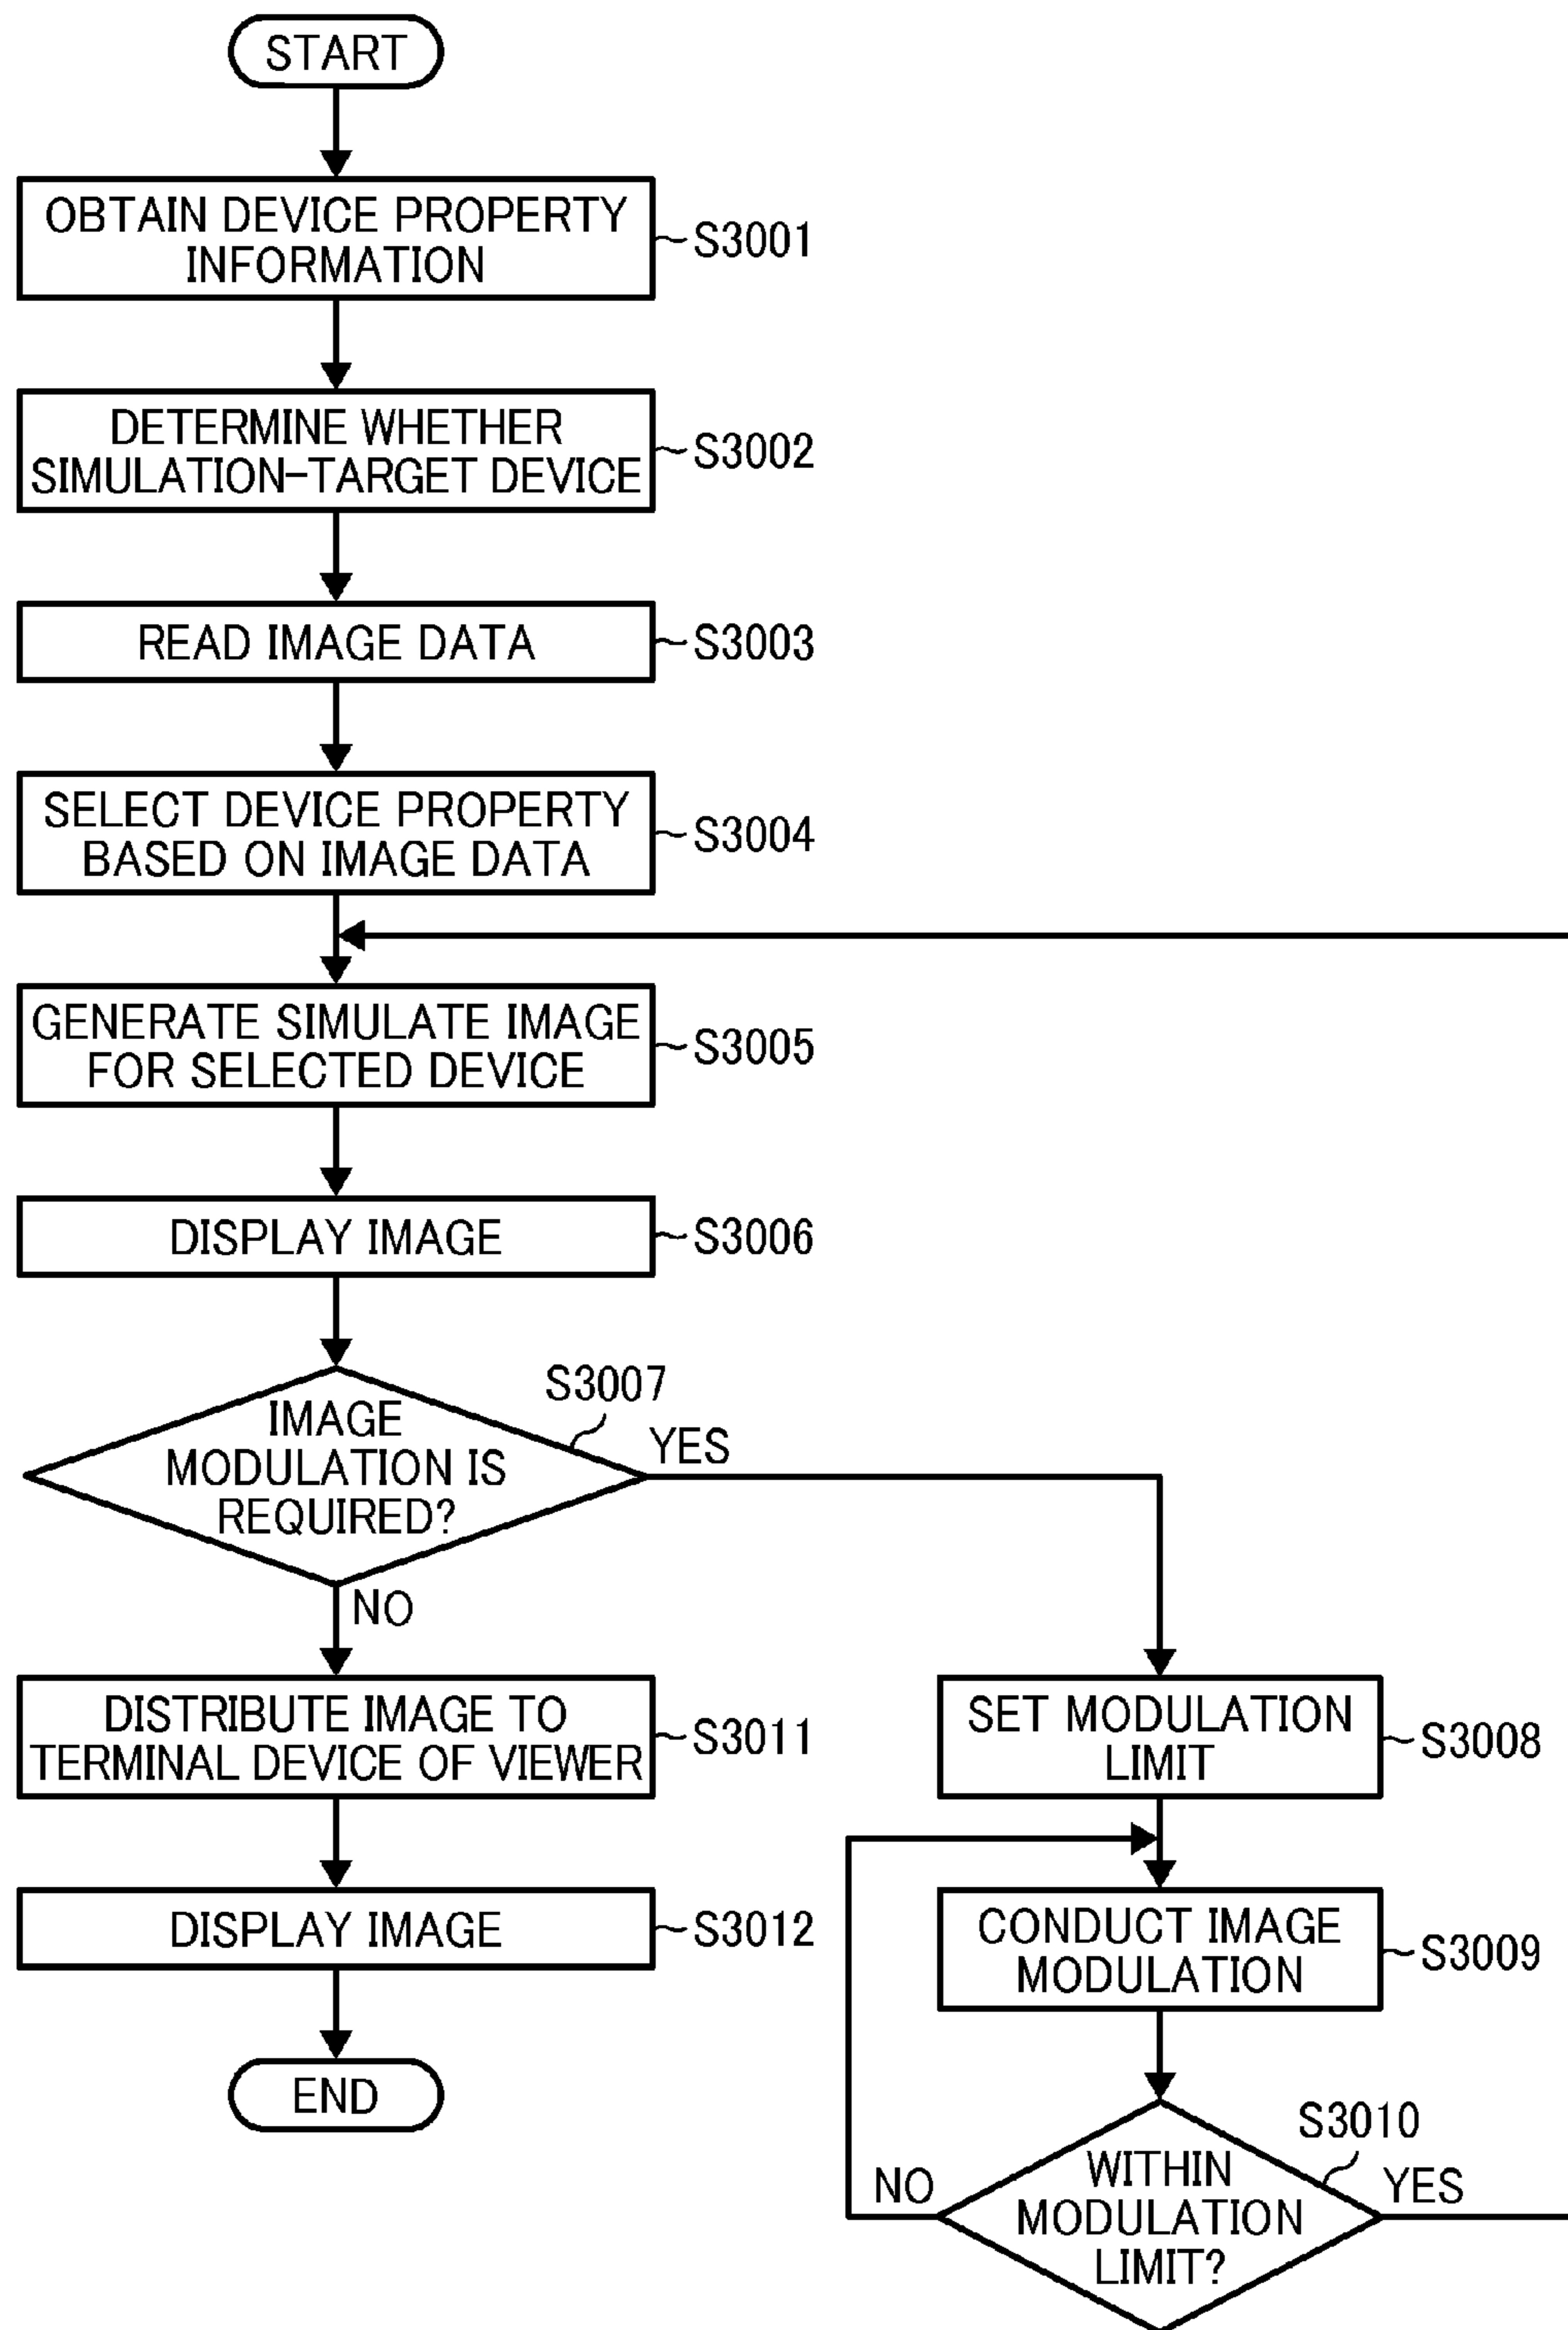 START
OBTAIN DEVICE PROPERTY
INFORMATION
S3001
DETERMINE WHETHER
SIMULATION-TARGET DEVICE
S3002
READ IMAGE DATA
S3003
SELECT DEVICE PROPERTY
BASED ON IMAGE DATA
S3004
GENERATE SIMULATE IMAGE
FOR SELECTED DEVICE
S3005
DISPLAY IMAGE
S3006
S3007
IMAGE
MODULATION IS
REQUIRED?
YES
NO
DISTRIBUTE IMAGE TO
TERMINAL DEVICE OF VIEWER
S3011
SET MODULATION
LIMIT
S3008
DISPLAY IMAGE
S3012
CONDUCT IMAGE
MODULATION
S3009
END
S3010
WITHIN
MODULATION
LIMIT?
NO
YES